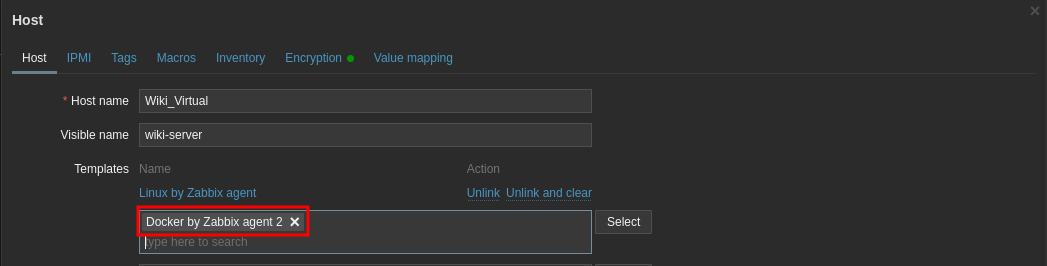 Host
Host IPMI Tags Macros Inventory Encryption Value mapping
* Host name Wiki_Virtual
Visible name wiki-server
Templates Name Action
Linux by Zabbix agent Unlink Unlink and clear
Docker by Zabbix agent 2 Select
type here to search